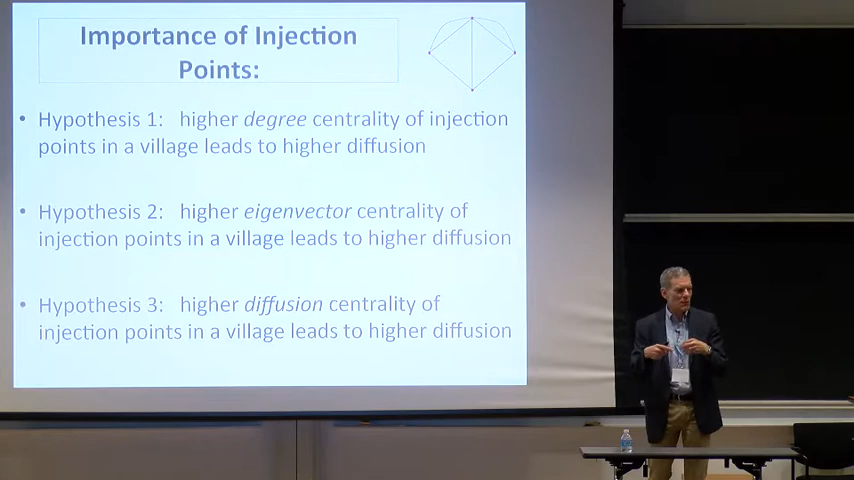 Importance of Injection
Points:
• Hypothesis 1: higher degree centrality of injection
points in a village leads to higher diffusion
• Hypothesis 2: higher eigenvector centrality of
injection points in a village leads to higher diffusion
• Hypothesis 3: higher diffusion centrality of
injection points in a village leads to higher diffusion